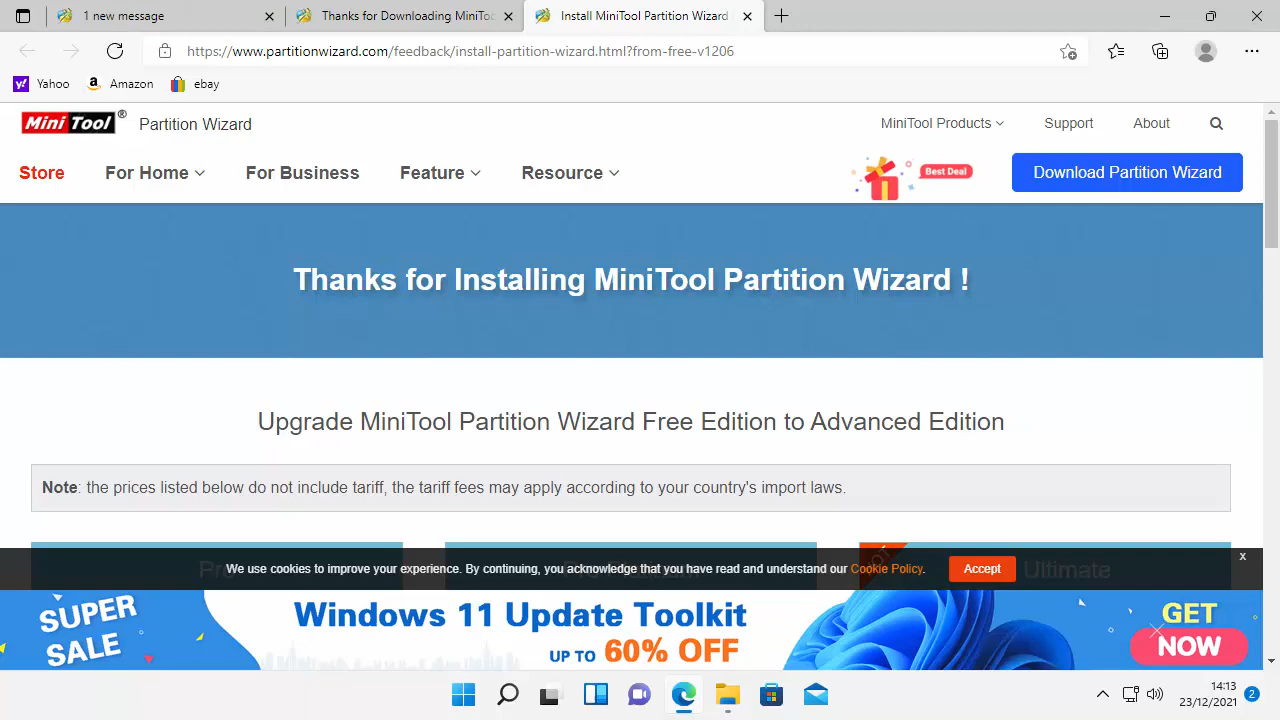 1 new message
Thanks for Downloading MiniToo
Install MiniTool Partition Wizard
https://www.partitionwizard.com/feedback/install-partition-wizard.html?from-free-v1206
Yahoo
Amazon
ebay
Mini Tool® Partition Wizard
MiniTool Products
Support
About
Store
For Home
For Business
Feature
Resource
Best Deal
Download Partition Wizard
Thanks for Installing MiniTool Partition Wizard !
Upgrade MiniTool Partition Wizard Free Edition to Advanced Edition
Note: the prices listed below do not include tariff, the tariff fees may apply according to your country's import laws.
HOT
Ultimate
We use cookies to improve your experience. By continuing, you acknowledge that you have read and understand our Cookie Policy.
Accept
x
SUPER
SALE
Windows 11 Update Toolkit
UP TO 60% OFF
GET
NOW
14:13
23/12/2021
2